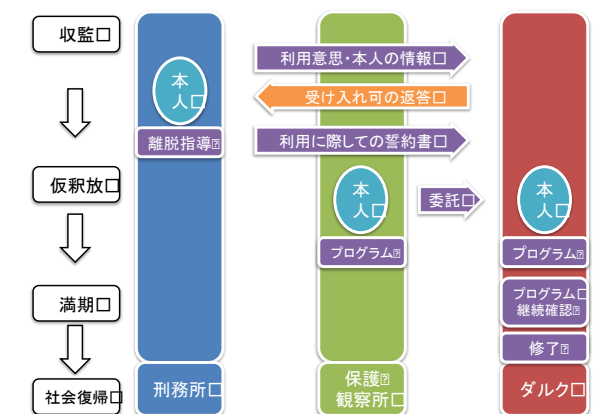 収監
利用意思・本人の情報
本
人
受け入れ可の返答
離脱指導
利用に際しての誓約書
仮釈放
本
人
委託
本
人
プログラム
プログラム
満期
プログラム
継続確認
修了
社会復帰
刑務所
保護
観察所
ダルク